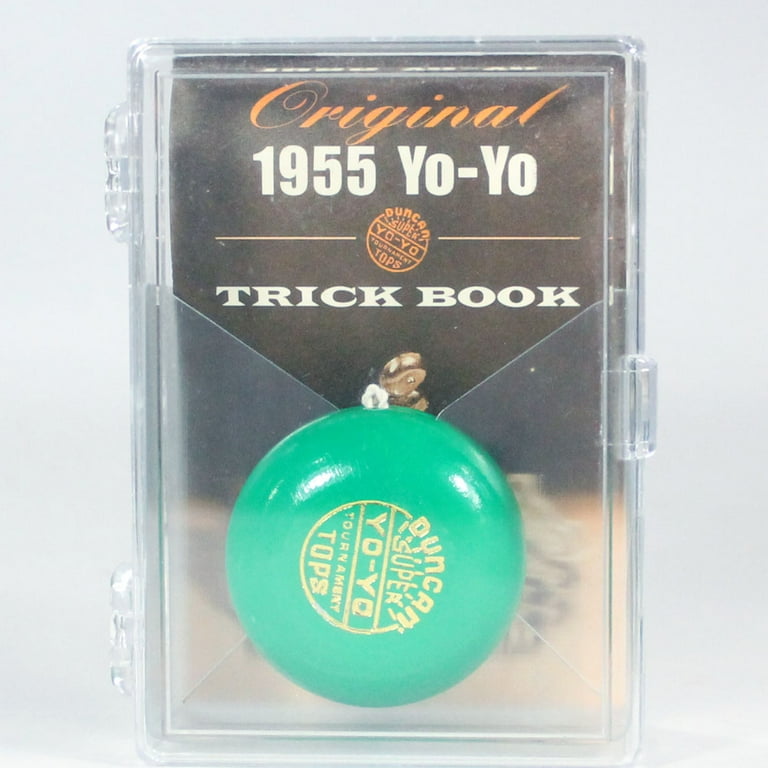 Original
1955 Yo-Yo
DUNCAN
SUPER
YO-YO
TOURNAMENT
TOPS
TRICK BOOK
DUNCAN
SUPER
YO-YO
TOURNAMENT
TOPS